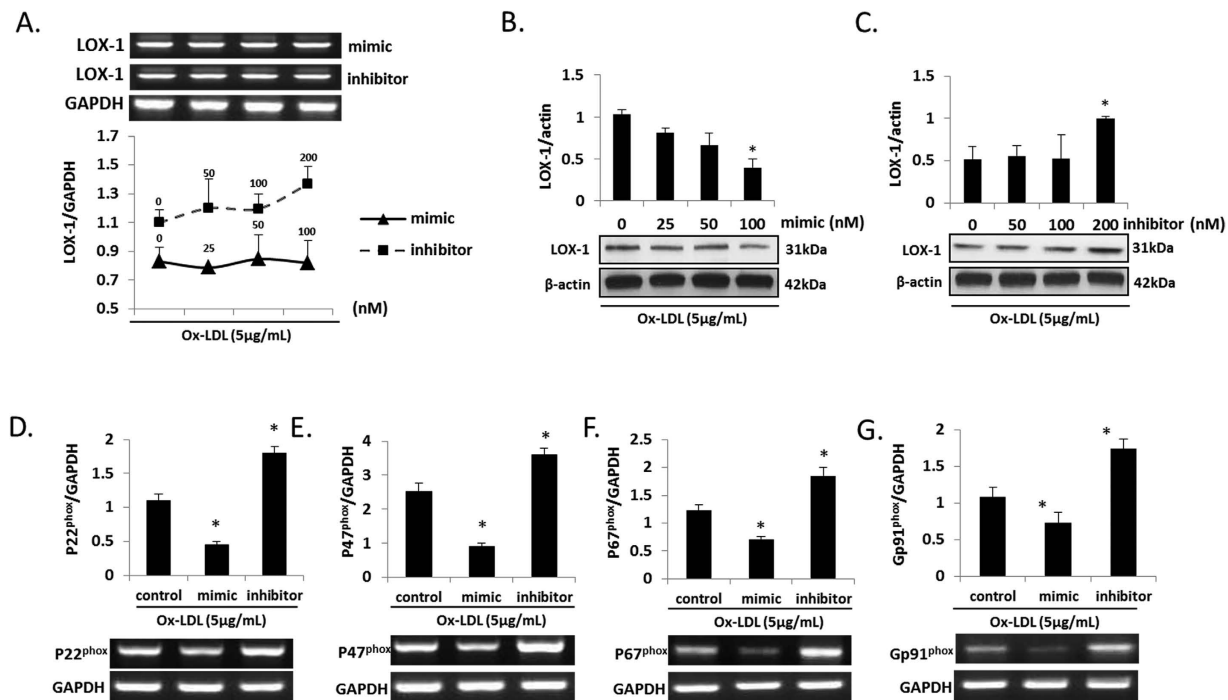 A.
LOX-1 mimic
LOX-1 inhibitor
GAPDH
LOX-1/GAPDH
1.7
1.5
1.3
1.1
0.9
0.7
0.5
0 50 100 200
0 25 50 100
mimic
inhibitor
(nM)
Ox-LDL (5µg/mL)
B.
LOX-1/actin
1.5
1
0.5
0
0 25 50 100 mimic (nM)
LOX-1 31kDa
β-actin 42kDa
Ox-LDL (5µg/mL)
*
C.
LOX-1/actin
1.5
1
0.5
0
*
0 50 100 200 inhibitor (nM)
LOX-1 31kDa
β-actin 42kDa
Ox-LDL (5µg/mL)
D.
P22phox/GAPDH
2
1.5
1
0.5
0
* *
control mimic inhibitor
Ox-LDL (5µg/mL)
P22phox
GAPDH
E.
P47phox/GAPDH
4
3
2
1
0
* *
control mimic inhibitor
Ox-LDL (5µg/mL)
P47phox
GAPDH
F.
P67phox/GAPDH
2.5
2
1.5
1
0.5
0
* *
control mimic inhibitor
Ox-LDL (5µg/mL)
P67phox
GAPDH
G.
Gp91phox/GAPDH
2
1.5
1
0.5
0
* *
control mimic inhibitor
Ox-LDL (5µg/mL)
Gp91phox
GAPDH